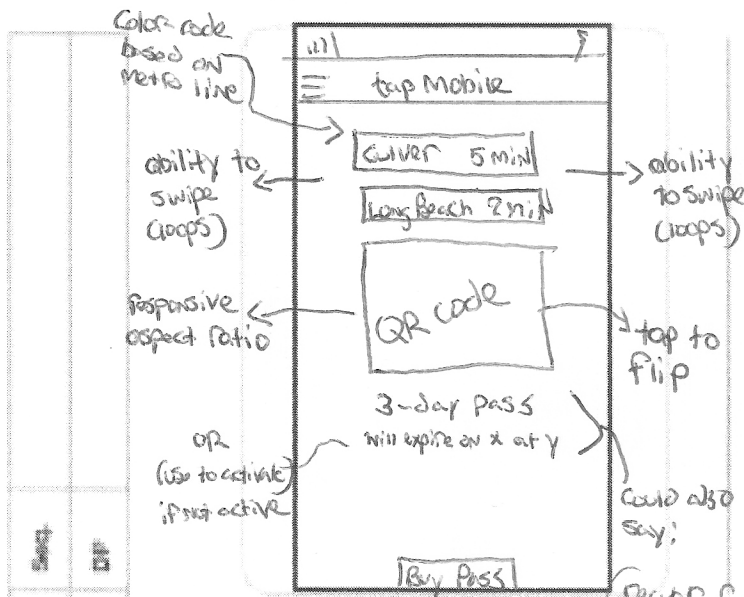 Color-code
based on
metro line
tap Mobile
Culver 5 min
Long Beach 2 min
ability to
swipe
(loops)
ability
to swipe
(loops)
QR code
responsive
aspect ratio
tap to
flip
3-day pass
will expire on x at y
OR
(use to activate)
if not active
Could also
say:
Buy Pass